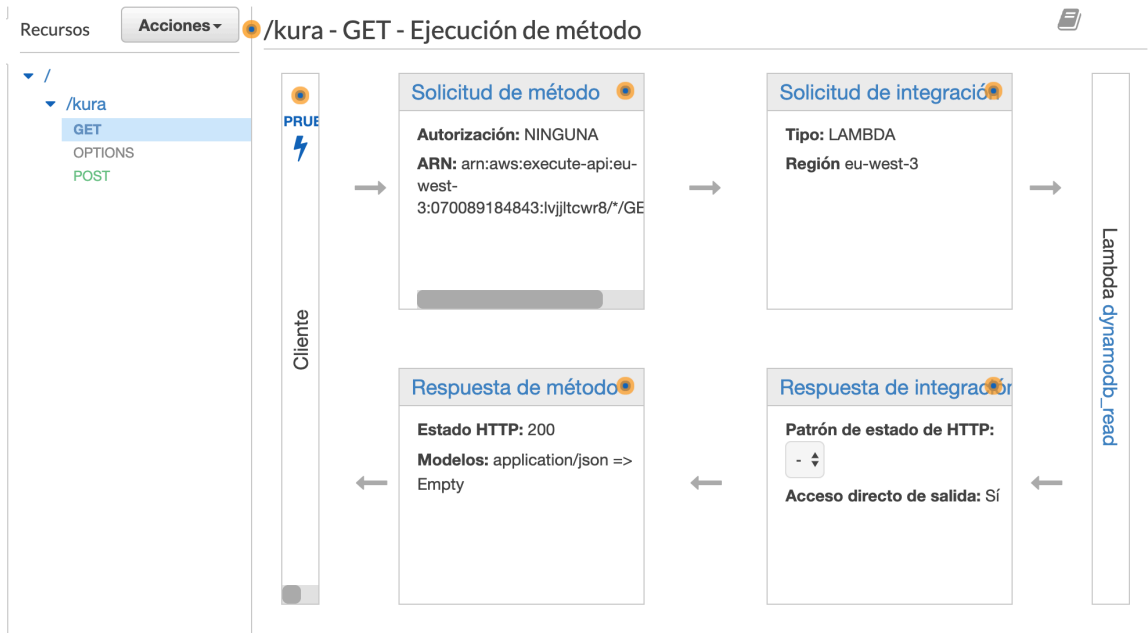 Recursos
Acciones
/kura - GET - Ejecución de método
/
/kura
GET
OPTIONS
POST
PRUE
Cliente
Solicitud de método
Autorización: NINGUNA
ARN: arn:aws:execute-api:eu-
west-
3:070089184843:lvjjltcwr8/*/GE
Solicitud de integración
Tipo: LAMBDA
Región eu-west-3
Lambda dynamodb_read
Respuesta de método
Estado HTTP: 200
Modelos: application/json =>
Empty
Respuesta de integración
Patrón de estado de HTTP:
-
Acceso directo de salida: Sí